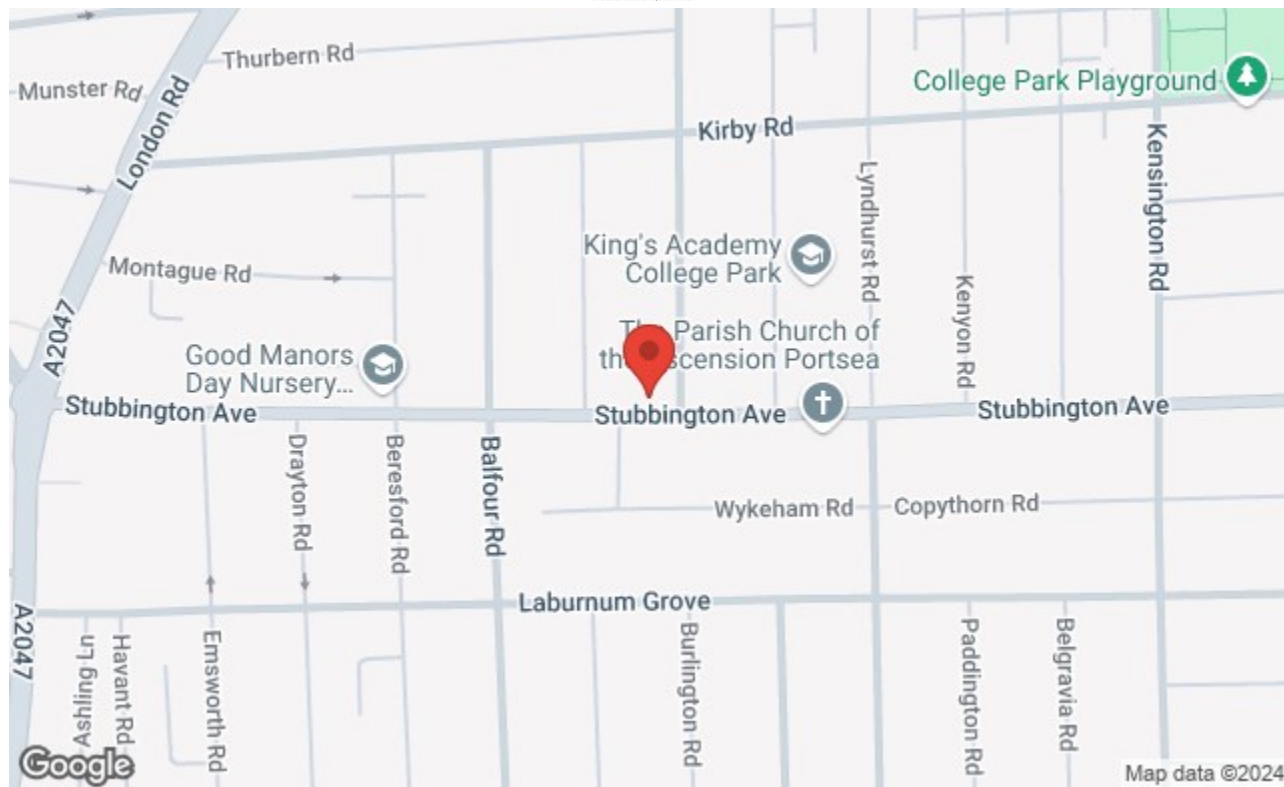 Thurbern Rd
Munster Rd
London Rd
College Park Playground
Kirby Rd
Kensington Rd
Lyndhurst Rd
King's Academy
College Park
Montague Rd
Kenyon Rd
A2047
The Parish Church of
the Ascension Portsea
Good Manors
Day Nursery...
Stubbington Ave
Stubbington Ave
Stubbington Ave
Drayton Rd
Beresford Rd
Balfour Rd
Wykeham Rd
Copythorn Rd
Laburnum Grove
A2047
Ashling Ln
Havant Rd
Emsworth Rd
Burlington Rd
Paddington Rd
Belgravia Rd
Google
Map data ©2024